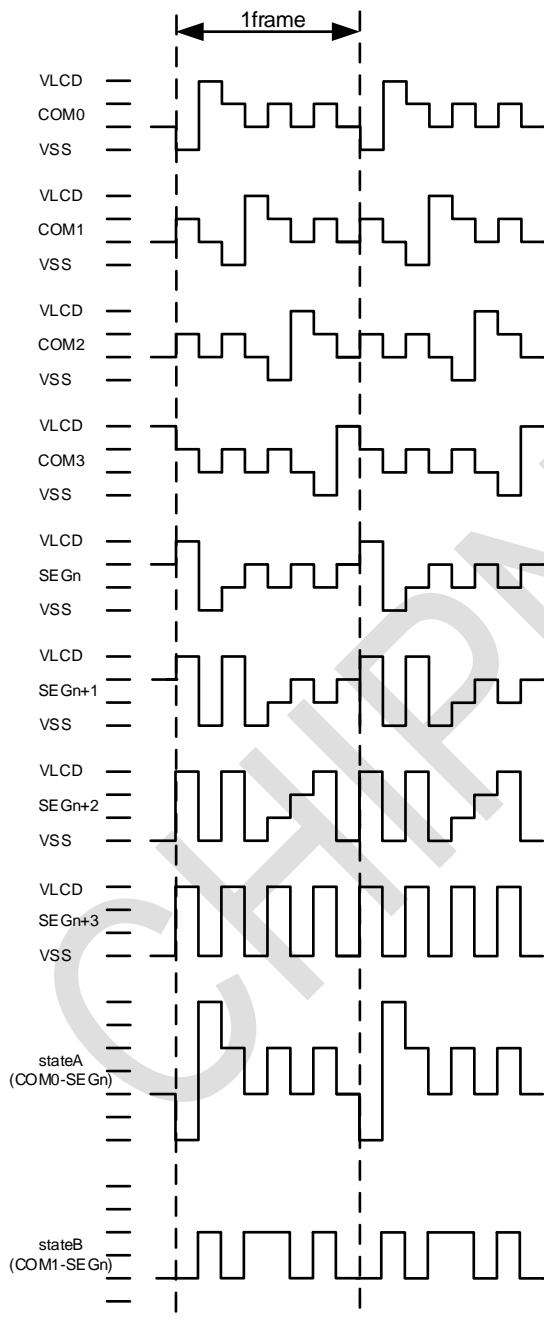 1frame
VLCD
COM0
VSS
VLCD
COM1
VSS
VLCD
COM2
VSS
VLCD
COM3
VSS
VLCD
SEGn
VSS
VLCD
SEGn+1
VSS
VLCD
SEGn+2
VSS
VLCD
SEGn+3
VSS
stateA
(COM0-SEGn)
stateB
(COM1-SEGn)